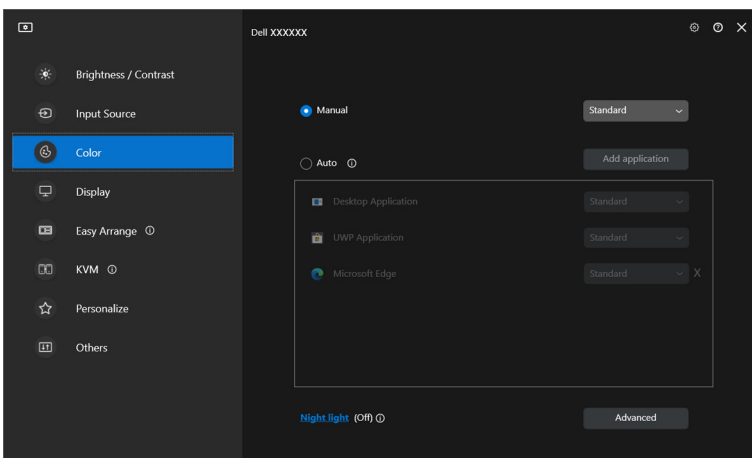 Dell XXXXXX
Brightness / Contrast
Input Source
Color
Display
Easy Arrange
KVM
Personalize
Others
Manual
Standard
Auto
Add application
Desktop Application
Standard
UWP Application
Standard
Microsoft Edge
Standard
X
Night light (Off)
Advanced